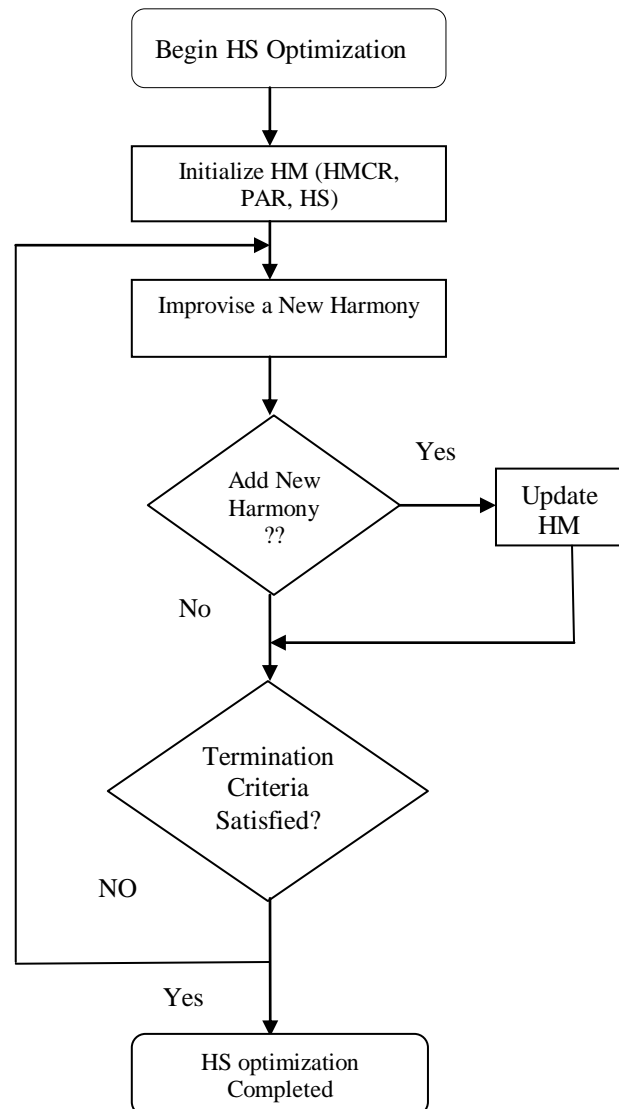 Begin HS Optimization
Initialize HM (HMCR,
PAR, HS)
Improvise a New Harmony
Yes
Add New
Harmony
??
Update
HM
No
Termination
Criteria
Satisfied?
NO
Yes
HS optimization
Completed